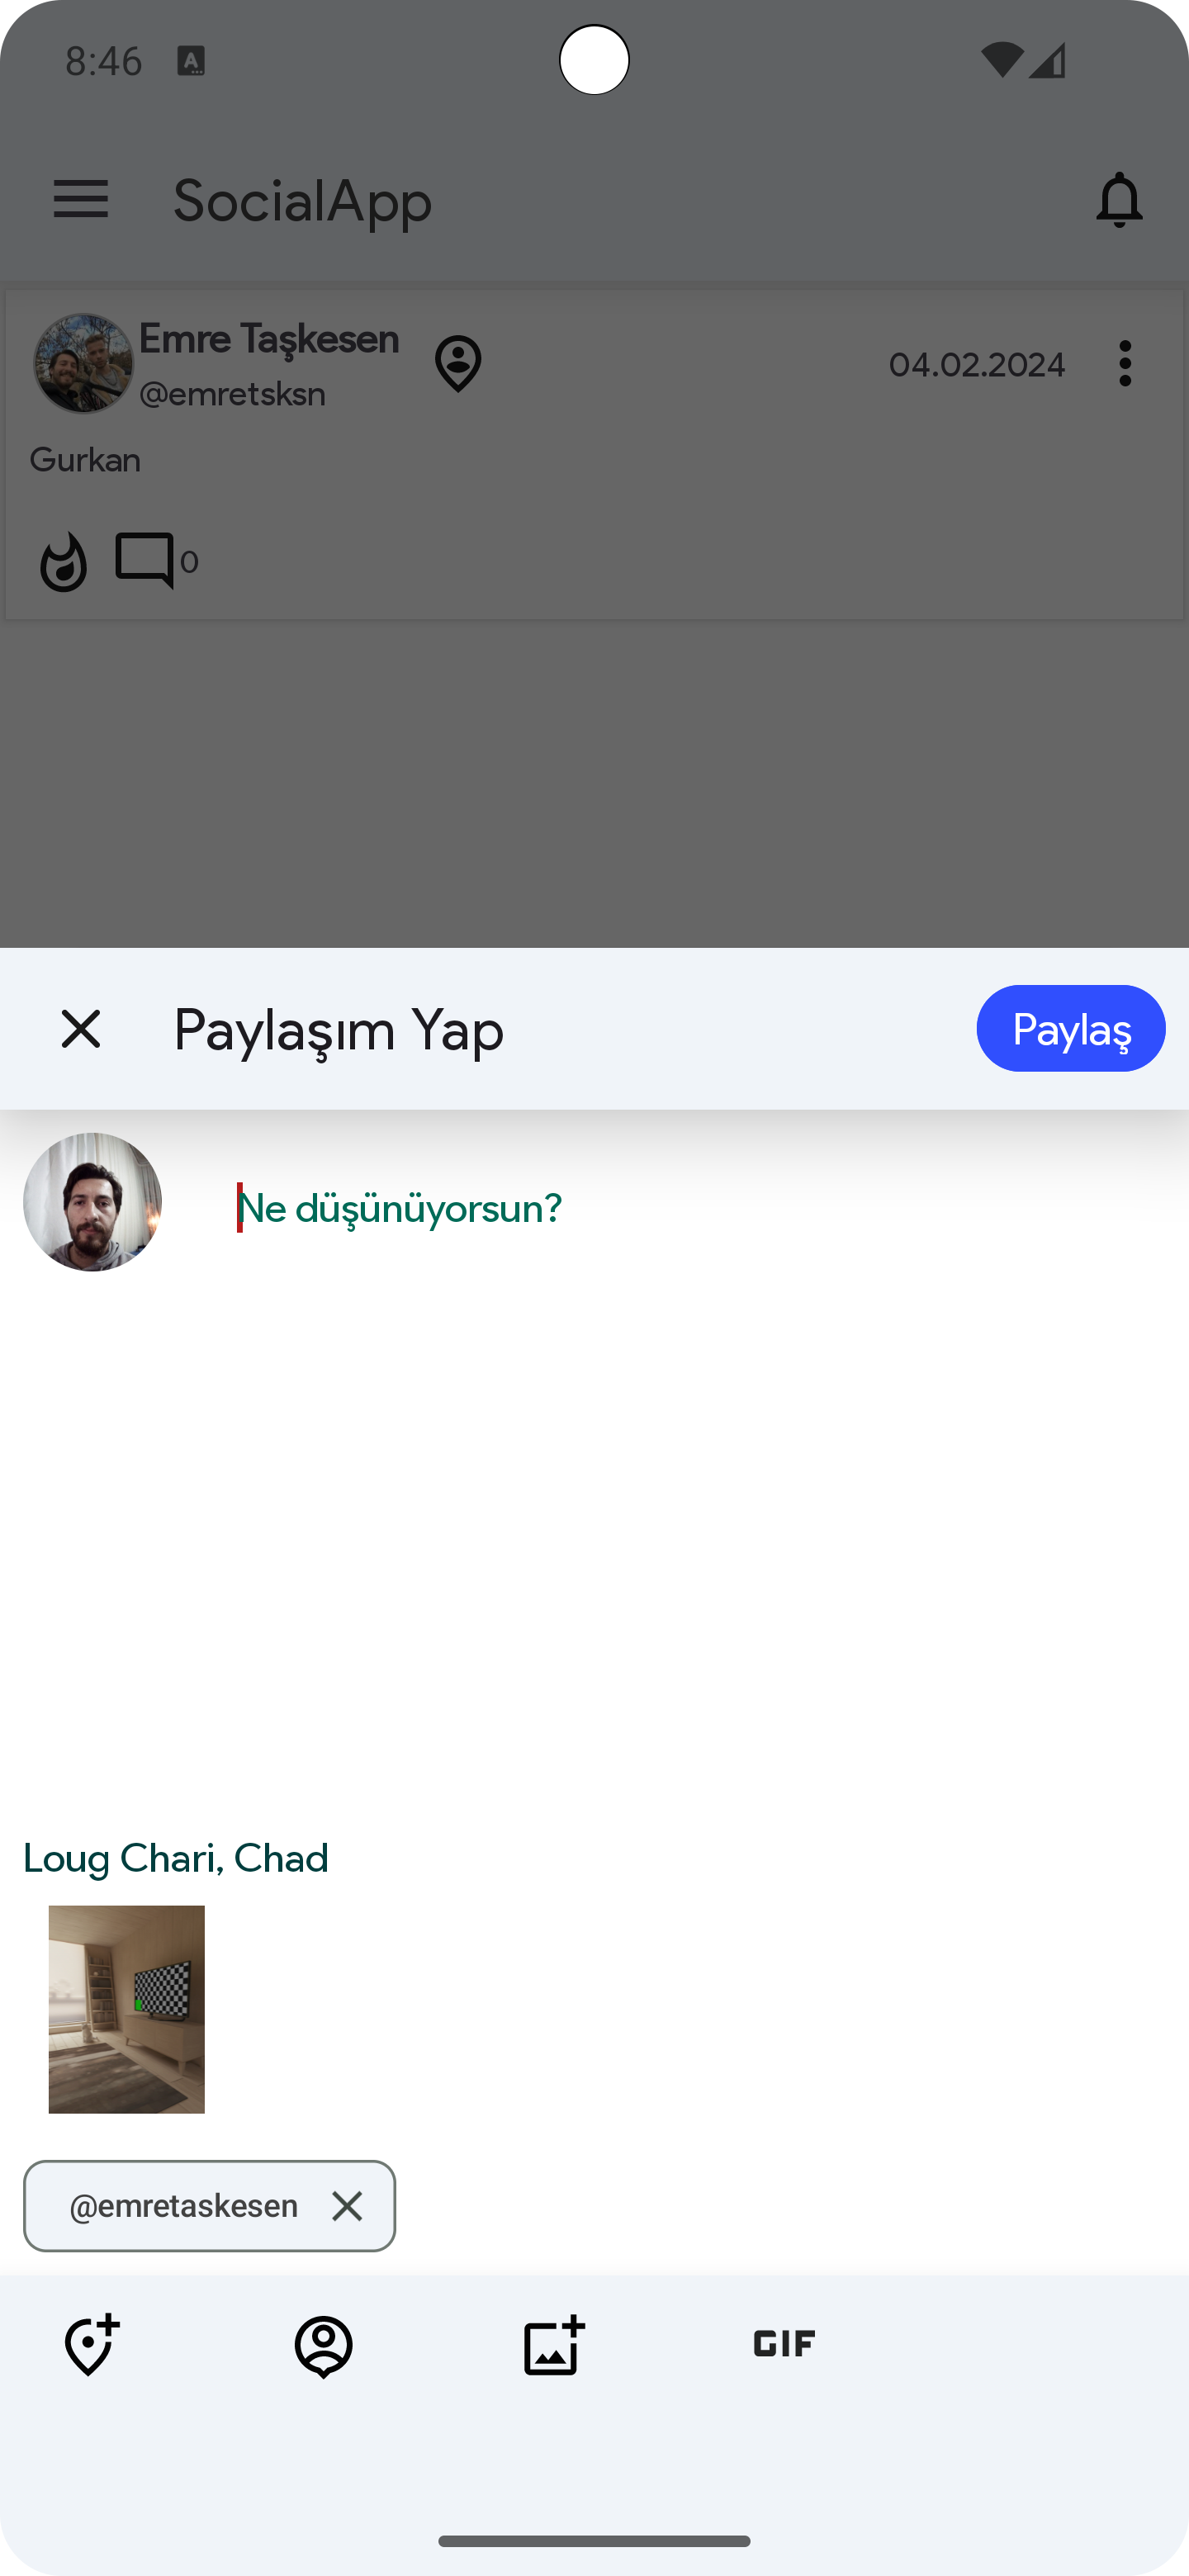 8:46
SocialApp
Emre Taşkesen
@emretsksn
04.02.2024
Gurkan
0
Paylaşım Yap
Paylaş
Ne düşünüyorsun?
Loug Chari, Chad
@emretaskesen
GIF